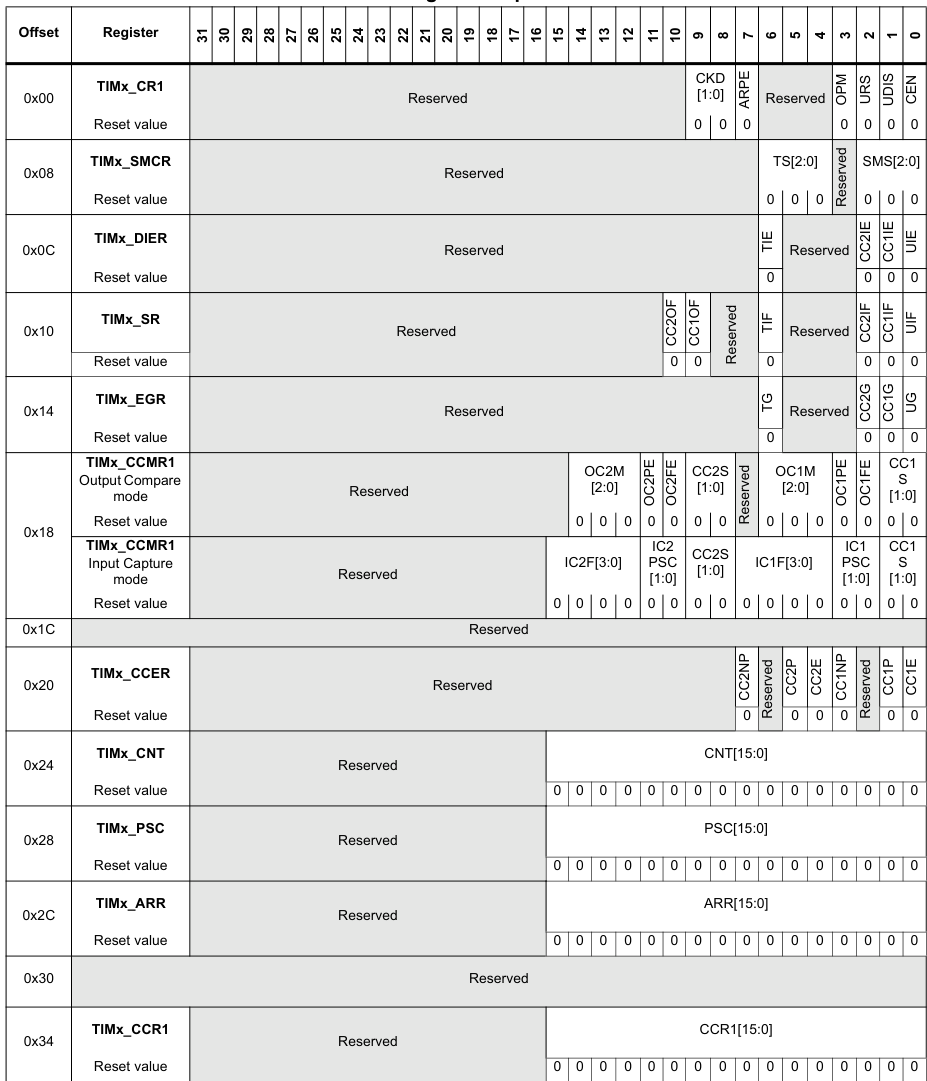 Offset Register 31 30 29 28 27 26 25 24 23 22 21 20 19 18 17 16 15 14 13 12 11 10 9 8 7 6 5 4 3 2 1 0
0x00 TIMx_CR1 Reserved CKD [1:0] ARPE Reserved OPM URS UDIS CEN
Reset value 0 0 0 0 0 0 0
0x08 TIMx_SMCR Reserved TS[2:0] Reserved SMS[2:0]
Reset value 0 0 0 0 0 0
0x0C TIMx_DIER Reserved TIE Reserved CC2IE CC1IE UIE
Reset value 0 0 0 0
0x10 TIMx_SR Reserved CC2OF CC1OF Reserved TIF Reserved CC2IF CC1IF UIF
Reset value 0 0 0 0 0 0
0x14 TIMx_EGR Reserved TG Reserved CC2G CC1G UG
Reset value 0 0 0 0
0x18 TIMx_CCMR1 Output Compare mode Reserved OC2M [2:0] OC2PE OC2FE CC2S [1:0] Reserved OC1M [2:0] OC1PE OC1FE CC1 S [1:0]
Reset value 0 0 0 0 0 0 0 0 0 0 0 0 0 0
TIMx_CCMR1 Input Capture mode Reserved IC2F[3:0] IC2 PSC [1:0] CC2S [1:0] IC1F[3:0] IC1 PSC [1:0] CC1 S [1:0]
Reset value 0 0 0 0 0 0 0 0 0 0 0 0 0 0 0 0
0x1C Reserved
0x20 TIMx_CCER Reserved CC2NP Reserved CC2P CC2E CC1NP Reserved CC1P CC1E
Reset value 0 0 0 0 0 0
0x24 TIMx_CNT Reserved CNT[15:0]
Reset value 0 0 0 0 0 0 0 0 0 0 0 0 0 0 0 0
0x28 TIMx_PSC Reserved PSC[15:0]
Reset value 0 0 0 0 0 0 0 0 0 0 0 0 0 0 0 0
0x2C TIMx_ARR Reserved ARR[15:0]
Reset value 0 0 0 0 0 0 0 0 0 0 0 0 0 0 0 0
0x30 Reserved
0x34 TIMx_CCR1 Reserved CCR1[15:0]
Reset value 0 0 0 0 0 0 0 0 0 0 0 0 0 0 0 0